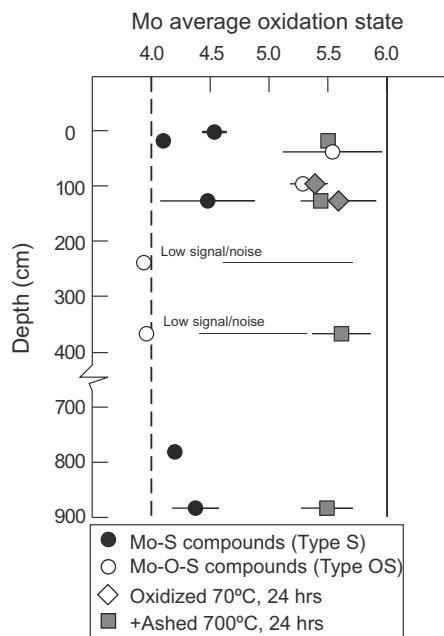 Mo average oxidation state
4.0 4.5 5.0 5.5 6.0
Depth (cm)
0
100
200
Low signal/noise
300
Low signal/noise
400
700
800
900
Mo-S compounds (Type S)
Mo-O-S compounds (Type OS)
Oxidized 70ºC, 24 hrs
+Ashed 700ºC, 24 hrs